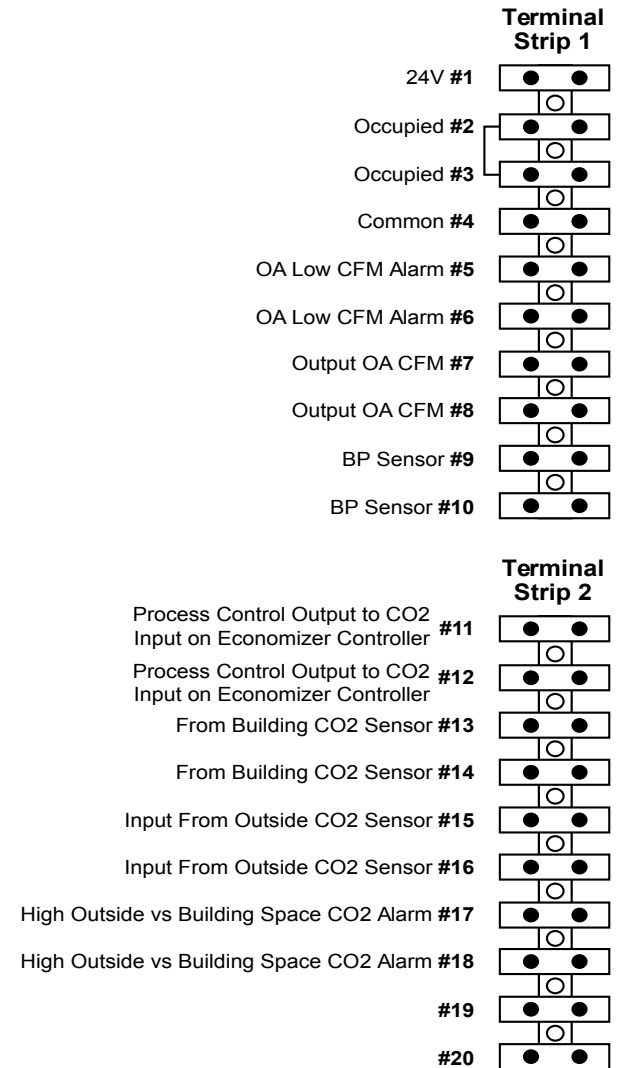 Terminal
Strip 1
24V #1
Occupied #2
Occupied #3
Common #4
OA Low CFM Alarm #5
OA Low CFM Alarm #6
Output OA CFM #7
Output OA CFM #8
BP Sensor #9
BP Sensor #10
Terminal
Strip 2
Process Control Output to CO2
Input on Economizer Controller #11
Process Control Output to CO2
Input on Economizer Controller #12
From Building CO2 Sensor #13
From Building CO2 Sensor #14
Input From Outside CO2 Sensor #15
Input From Outside CO2 Sensor #16
High Outside vs Building Space CO2 Alarm #17
High Outside vs Building Space CO2 Alarm #18
#19
#20